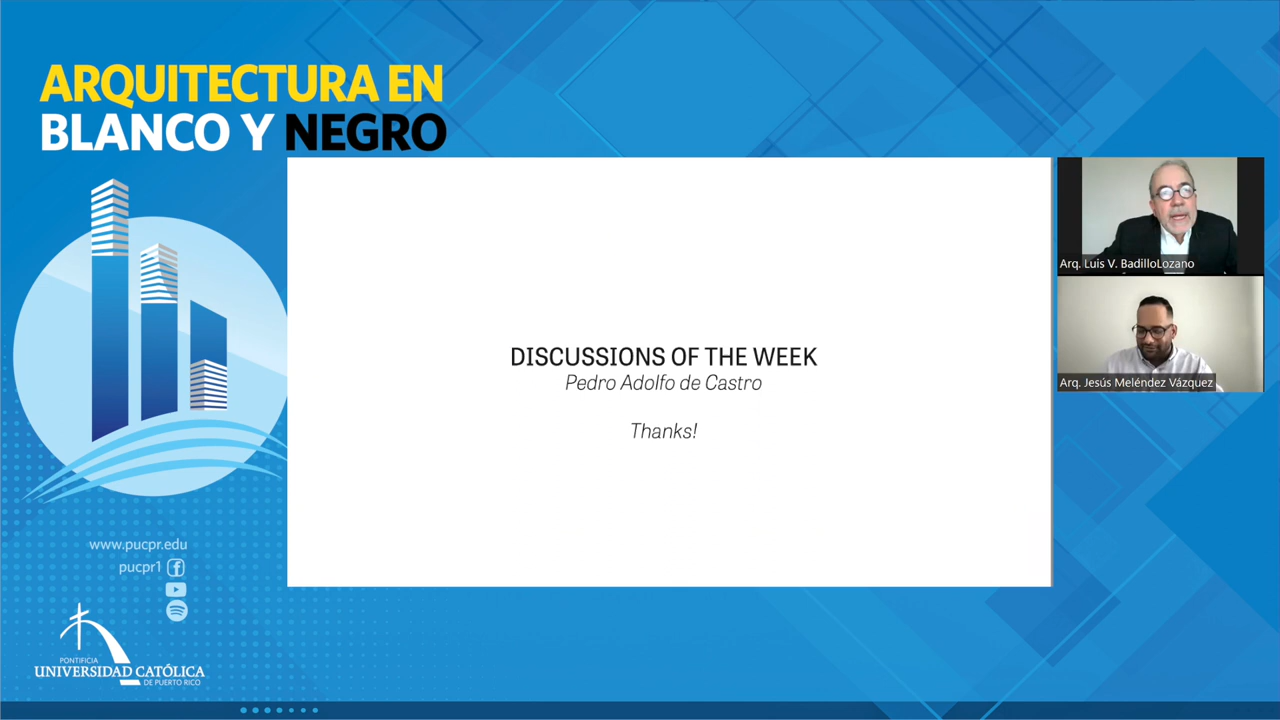 ARQUITECTURA EN
BLANCO Y NEGRO
DISCUSSIONS OF THE WEEK
Pedro Adolfo de Castro
Thanks!
Arq. Luis V. BadilloLozano
Arq. Jesús Meléndez Vázquez
www.pucpr.edu
pucpr1
PONTIFICIA
UNIVERSIDAD CATÓLICA
DE PUERTO RICO